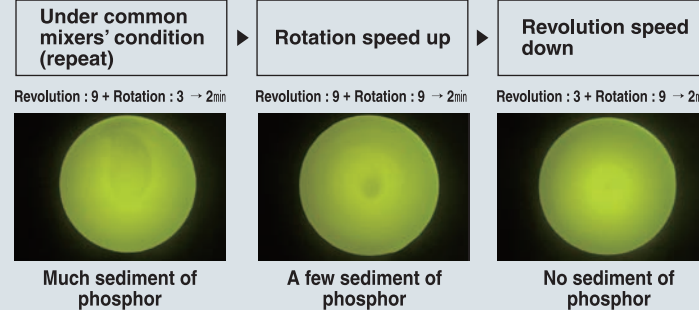 Under common
mixers' condition
(repeat)
Rotation speed up
Revolution speed
down
Revolution : 9 + Rotation : 3 → 2min
Revolution : 9 + Rotation : 9 → 2min
Revolution : 3 + Rotation : 9 → 2m
Much sediment of
phosphor
A few sediment of
phosphor
No sediment of
phosphor